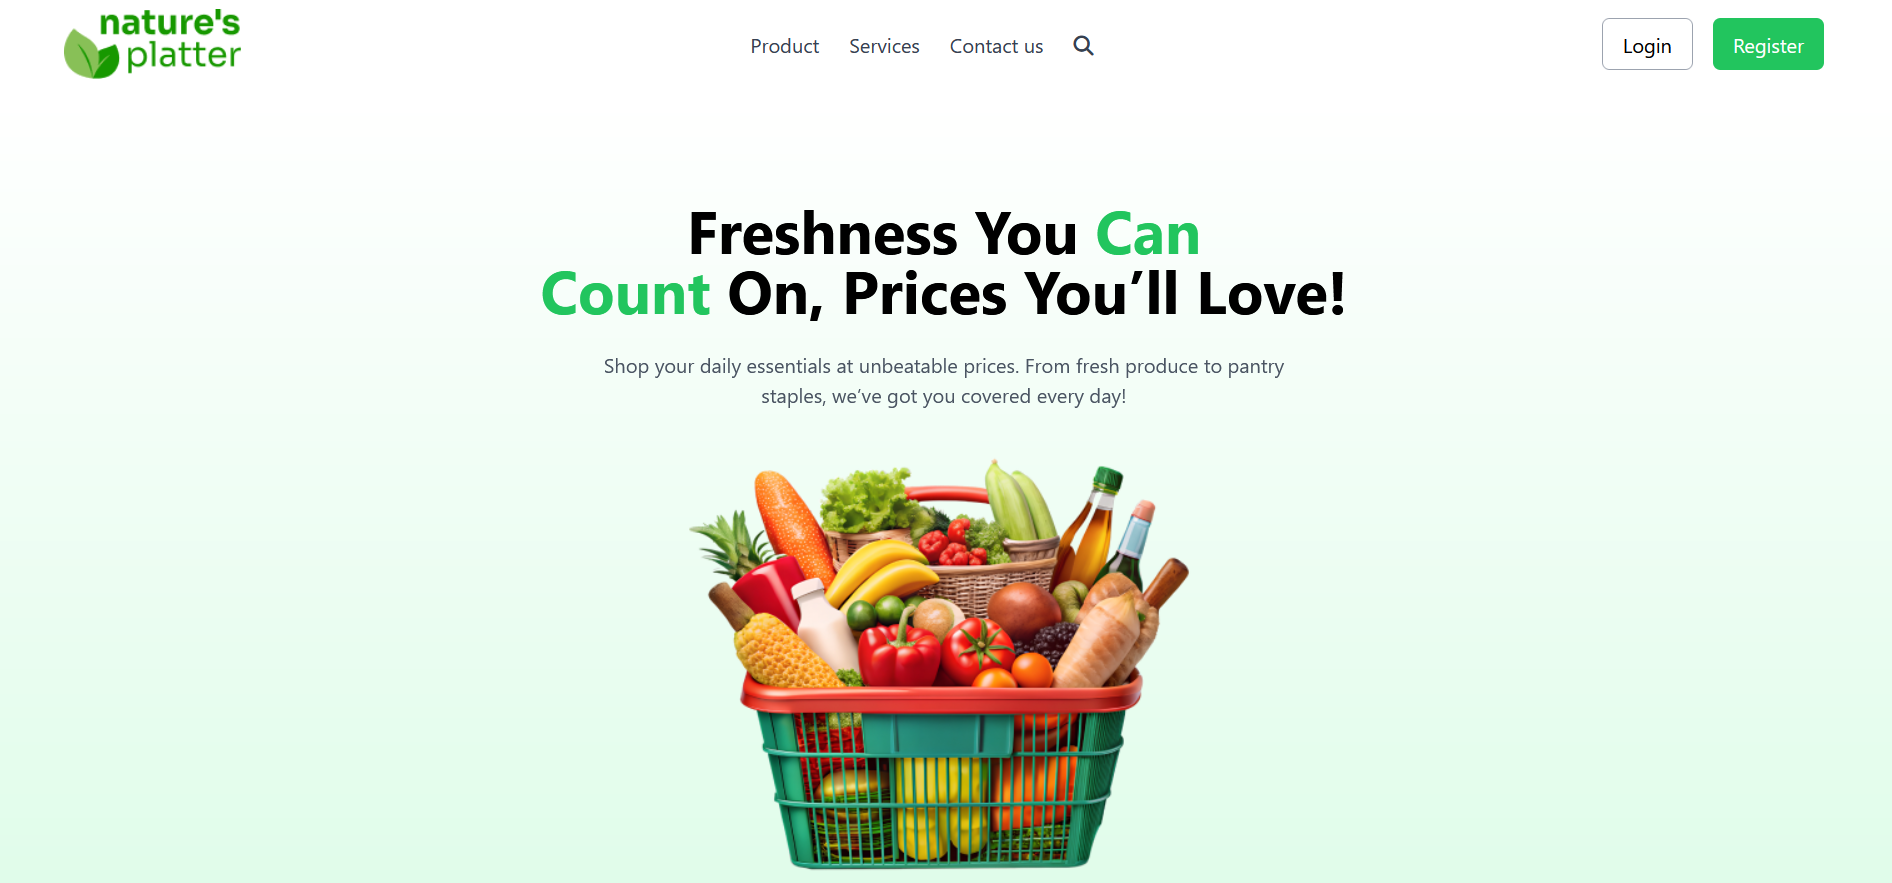 nature's
platter
Product Services Contact us
Login Register
Freshness You Can
Count On, Prices You’ll Love!
Shop your daily essentials at unbeatable prices. From fresh produce to pantry
staples, we’ve got you covered every day!